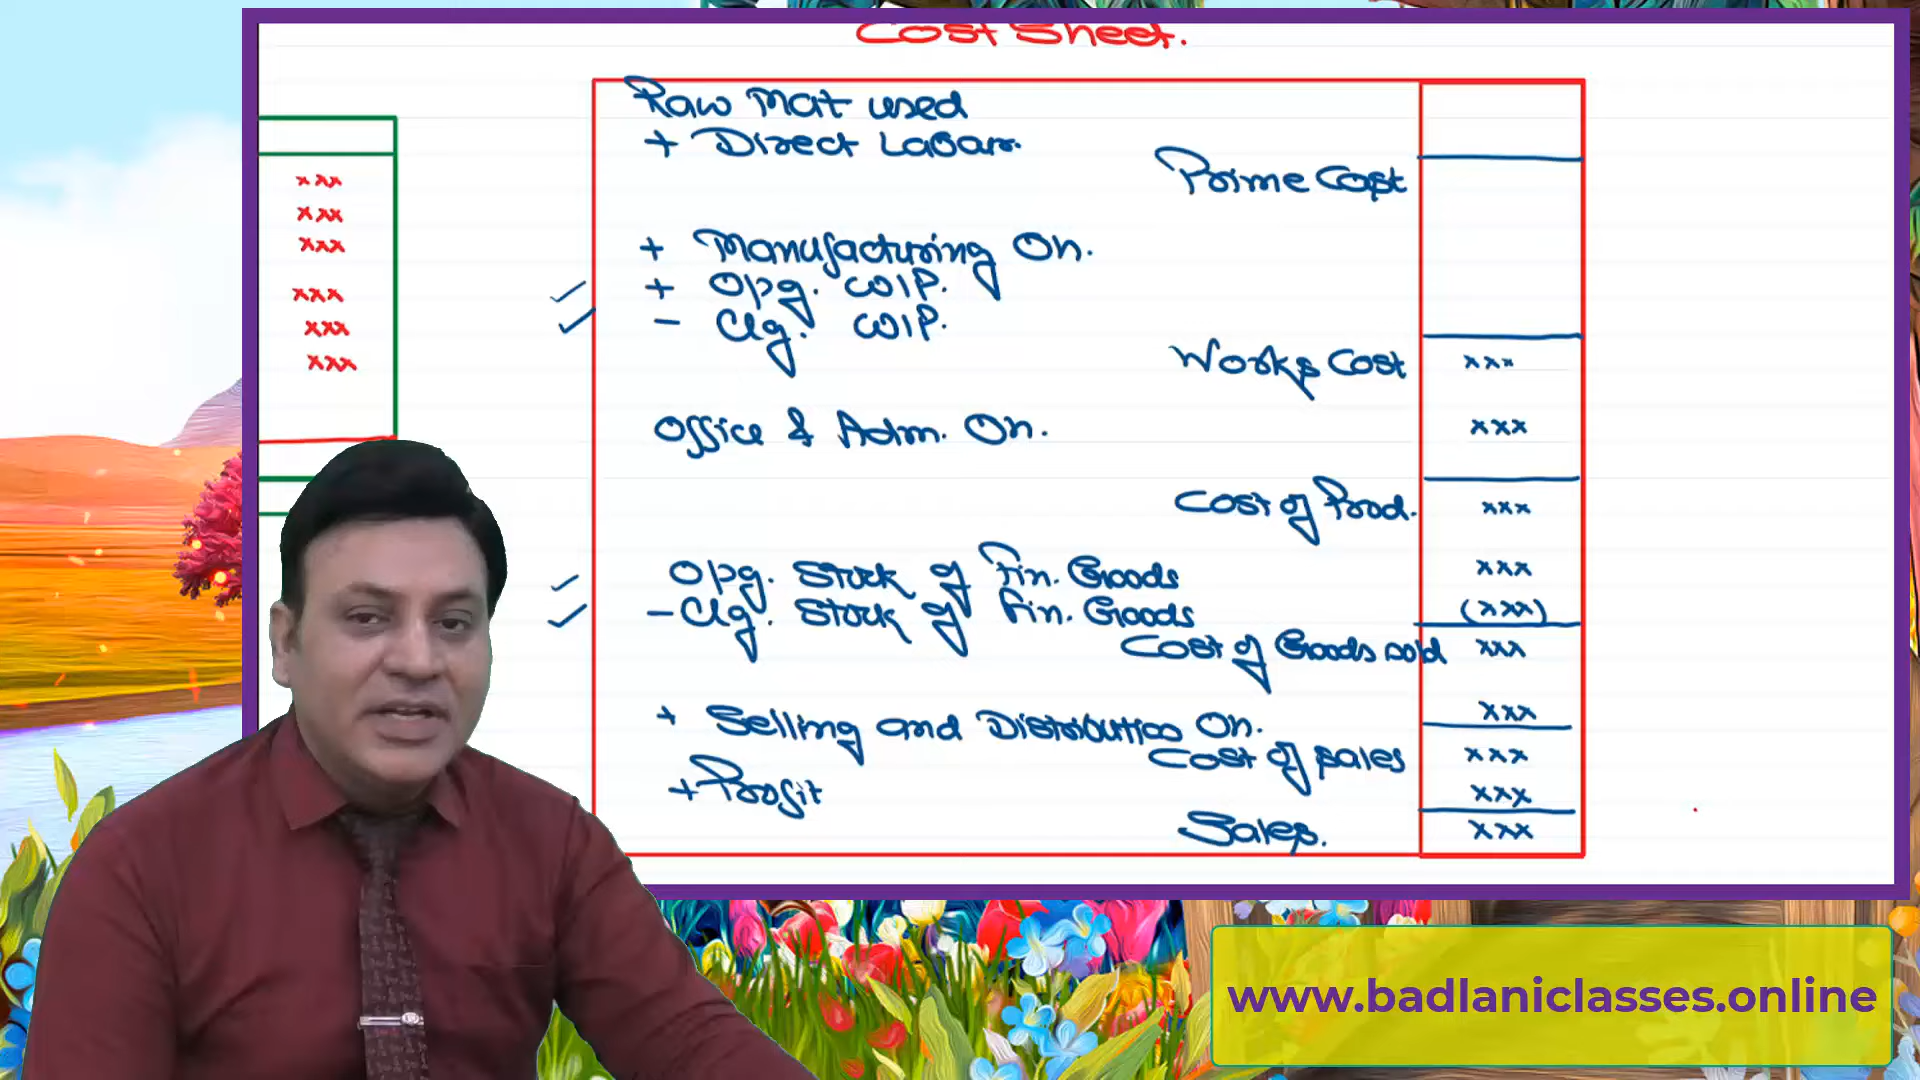 Cost Sheet.
xxx
xxx
xxx
xxx
xxx
xxx
Raw Mat used
+ Direct Labour.
Prime Cost
+ Manufacturing OH.
+ Opg. WIP.
- Clg. WIP.
Works Cost xxx
Office & Adm. OH. xxx
Cost of Prod. xxx
Opg. Stock of Fin. Goods xxx
- Clg. Stock of Fin. Goods (xxx)
Cost of Goods sold xxx
+ Selling and Distribution OH. xxx
Cost of Sales xxx
+ Profit xxx
Sales. xxx
www.badlaniclasses.online